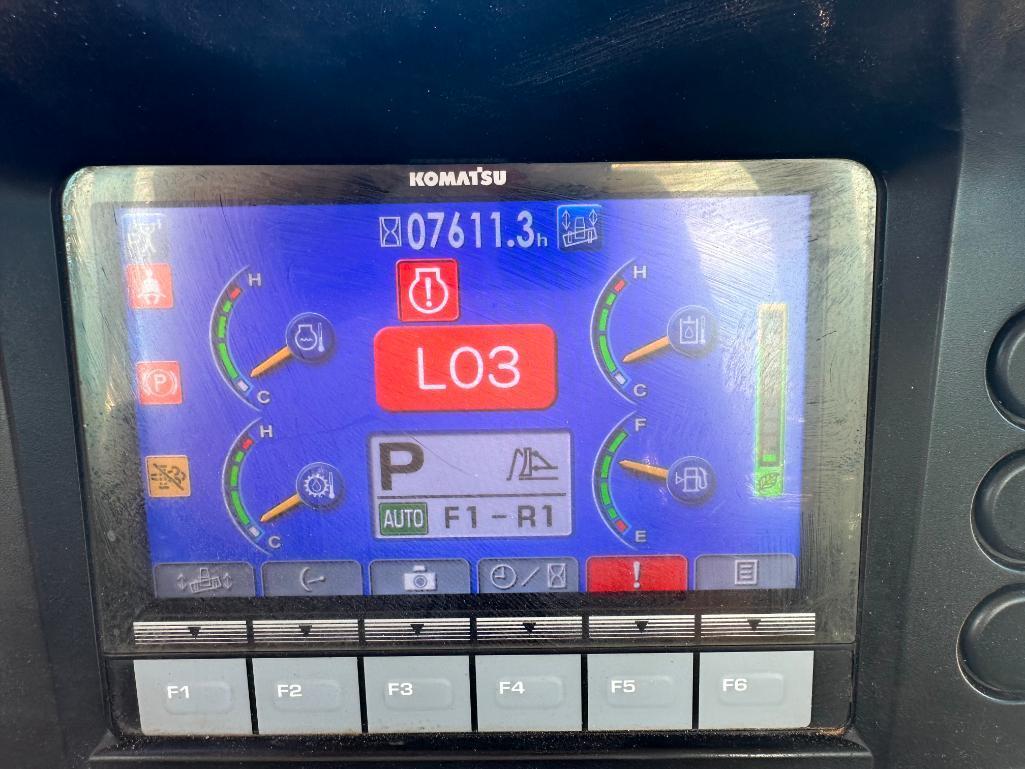 KOMATSU
07611.3h
H
H
L03
C
C
H
F
P
P
AUTO F1-R1
C
E
!
F1 F2 F3 F4 F5 F6